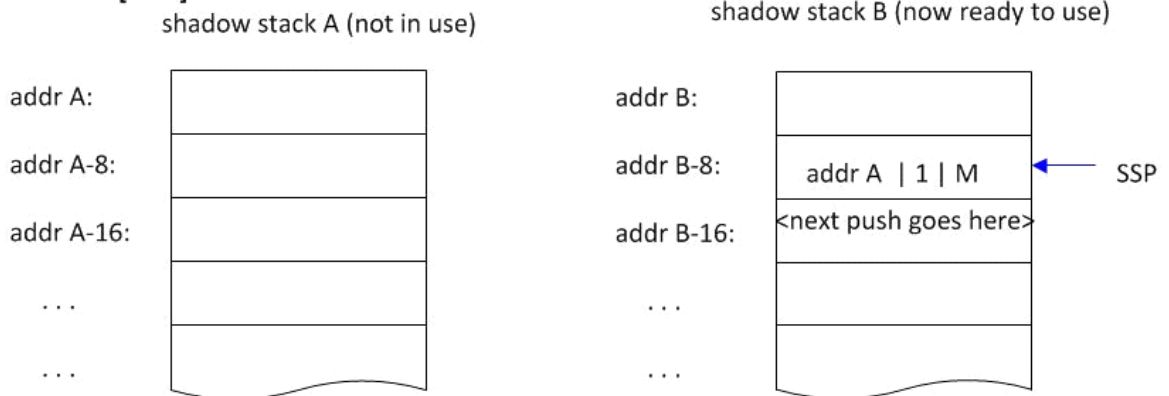 shadow stack A (not in use)
addr A:
addr A-8:
addr A-16:
. . .
. . .
shadow stack B (now ready to use)
addr B:
addr B-8:
addr A | 1 | M
SSP
addr B-16:
<next push goes here>
. . .
. . .